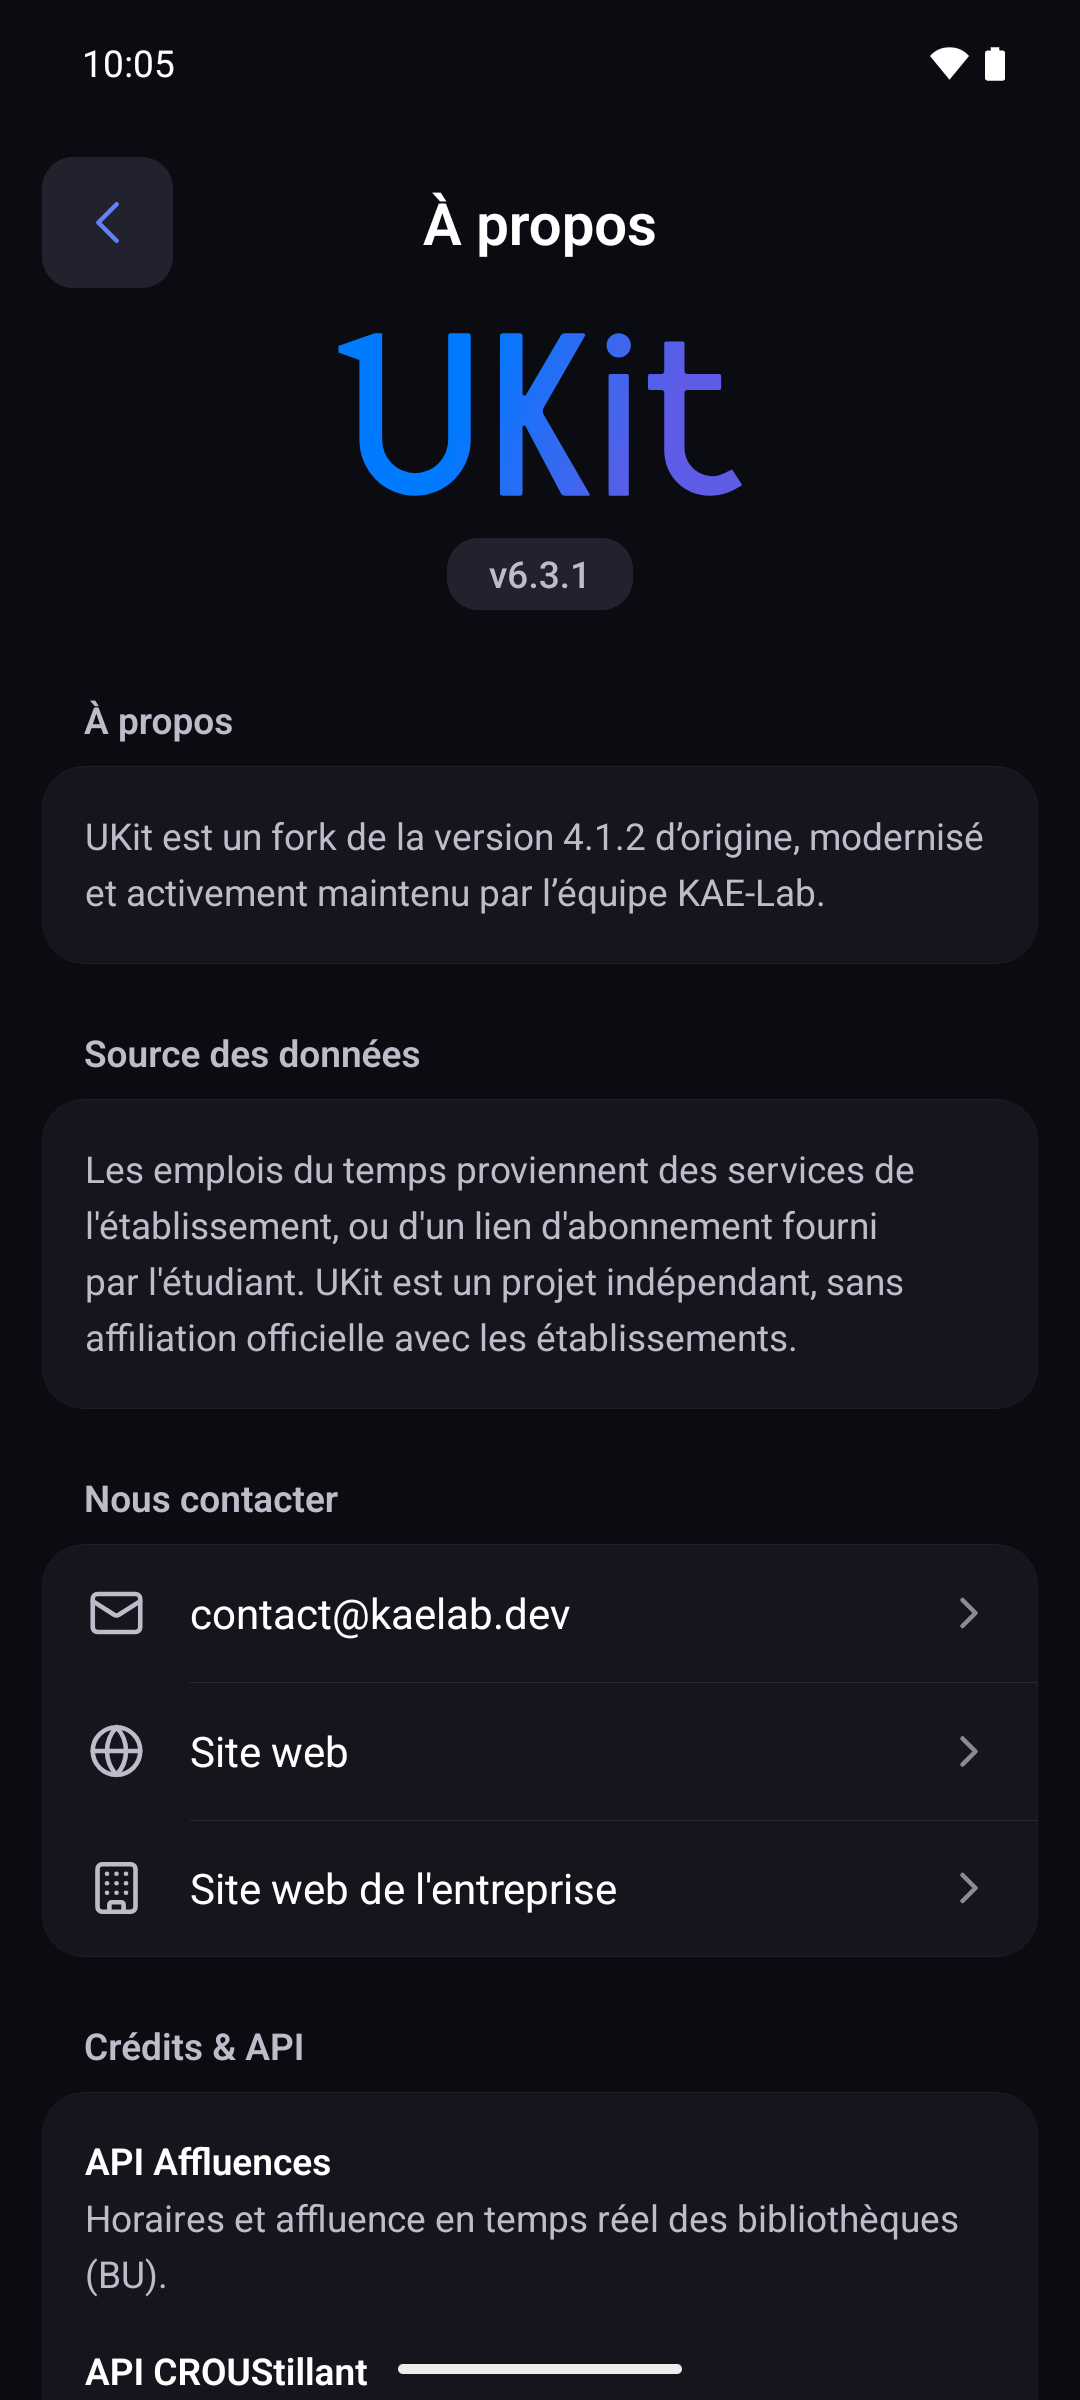 10:05
À propos
UKit
v6.3.1
À propos
UKit est un fork de la version 4.1.2 d’origine, modernisé
et activement maintenu par l’équipe KAE-Lab.
Source des données
Les emplois du temps proviennent des services de
l'établissement, ou d'un lien d'abonnement fourni
par l'étudiant. UKit est un projet indépendant, sans
affiliation officielle avec les établissements.
Nous contacter
contact@kaelab.dev
Site web
Site web de l'entreprise
Crédits & API
API Affluences
Horaires et affluence en temps réel des bibliothèques
(BU).
API CROUStillant